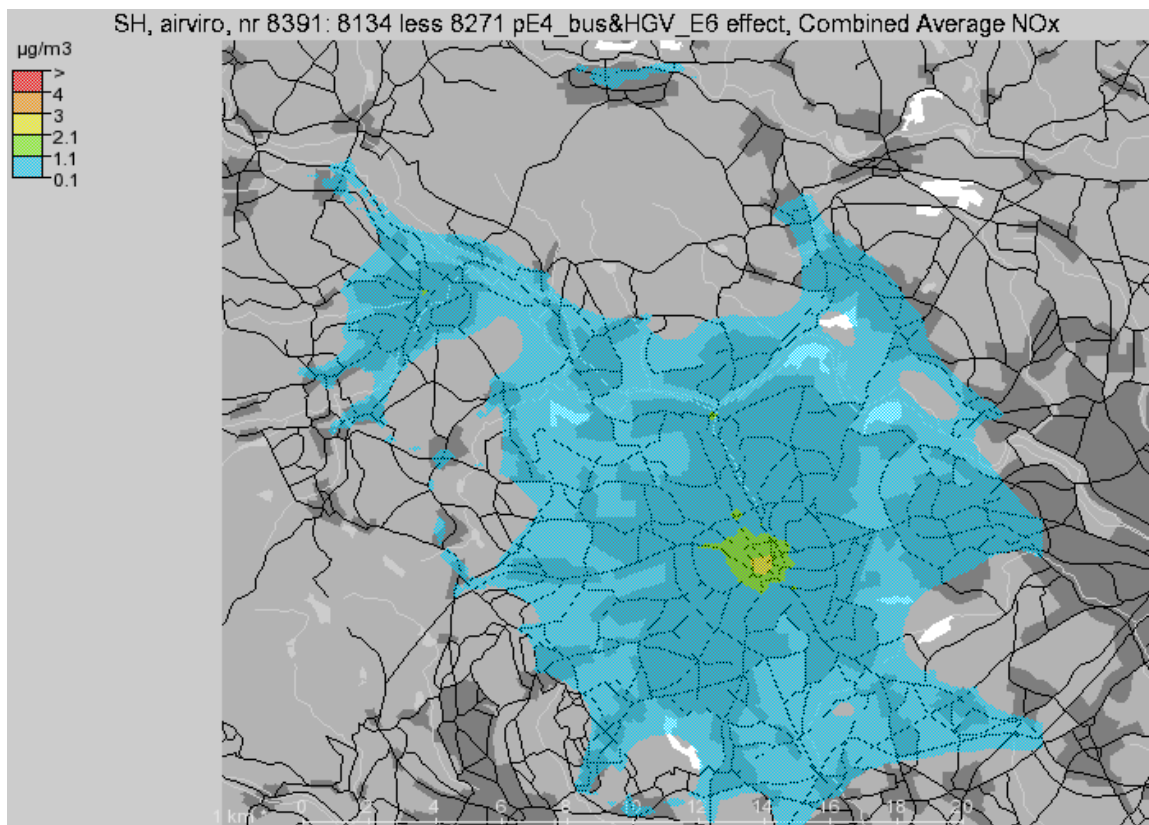 SH, airviro, nr 8391: 8134 less 8271 pE4_bus&HGV_E6 effect, Combined Average NOx
µg/m3
>
4
3
2.1
1.1
0.1
1 km * 0 2 4 6 8 10 12 14 16 18 20